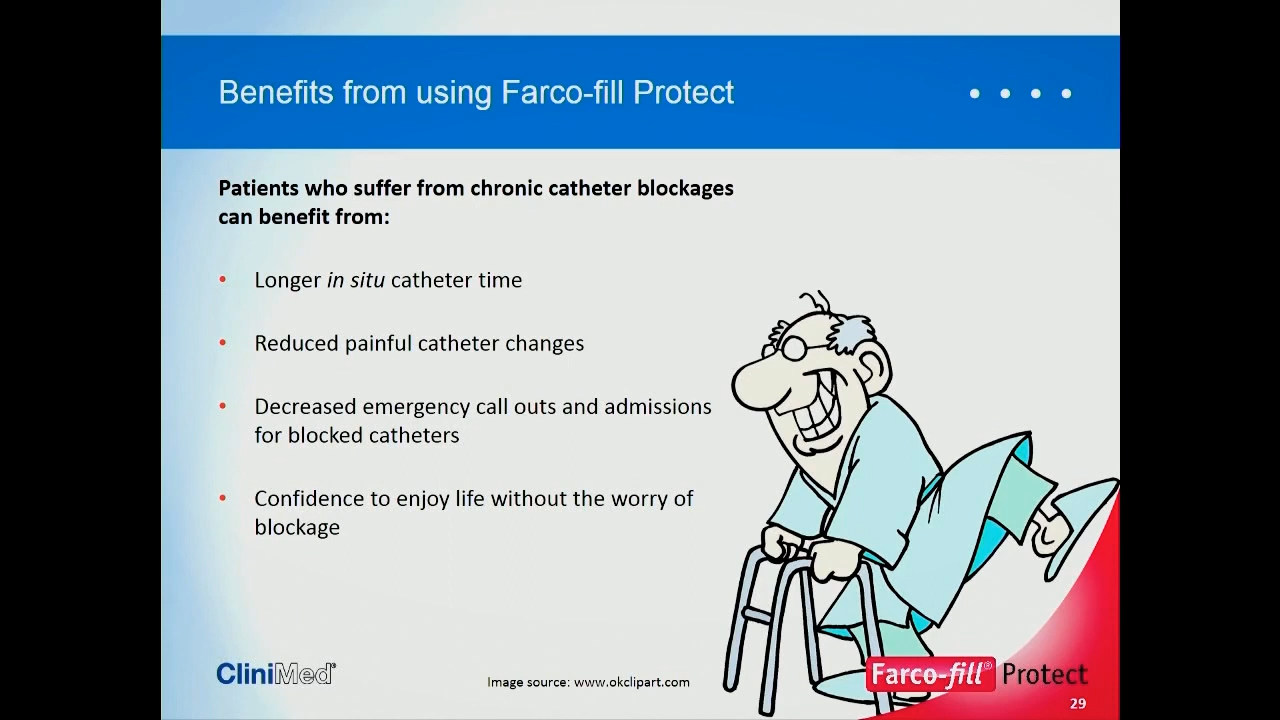 Benefits from using Farco-fill Protect
Patients who suffer from chronic catheter blockages
can benefit from:
• Longer in situ catheter time
• Reduced painful catheter changes
• Decreased emergency call outs and admissions
for blocked catheters
• Confidence to enjoy life without the worry of
blockage
CliniMed®
Image source: www.okclipart.com
Farco-fill® Protect
29